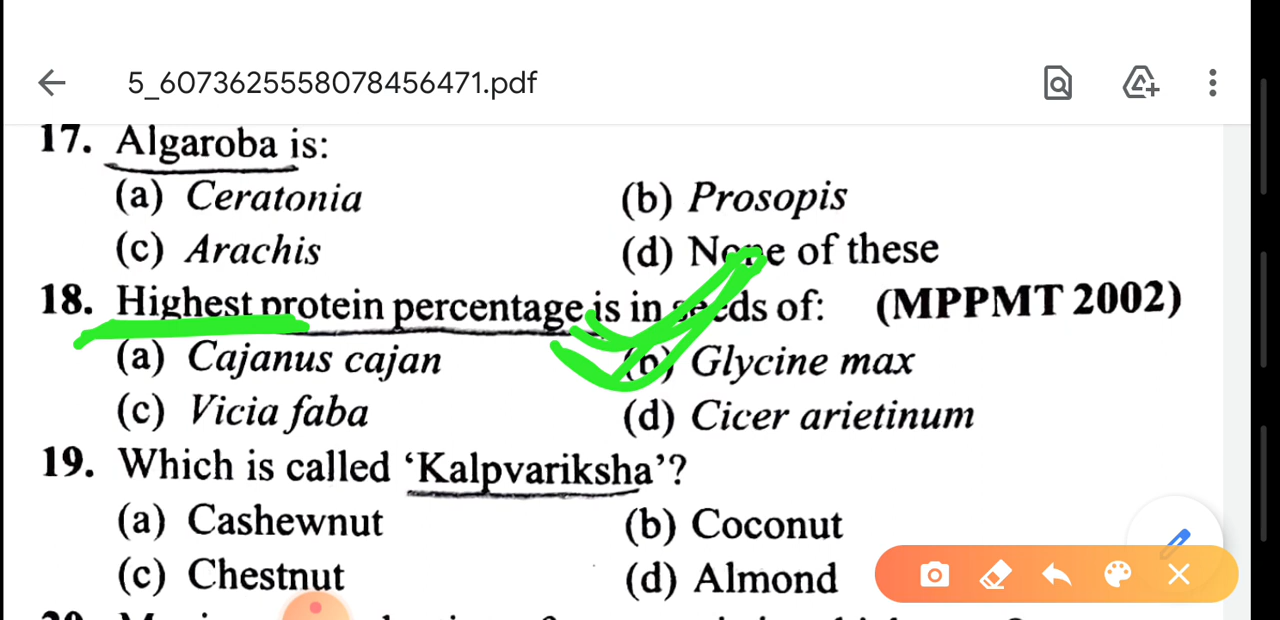 5_6073625558078456471.pdf
17. Algaroba is:
(a) Ceratonia (b) Prosopis
(c) Arachis (d) None of these
18. Highest protein percentage is in seeds of: (MPPMT 2002)
(a) Cajanus cajan (b) Glycine max
(c) Vicia faba (d) Cicer arietinum
19. Which is called ‘Kalpvariksha’?
(a) Cashewnut (b) Coconut
(c) Chestnut (d) Almond